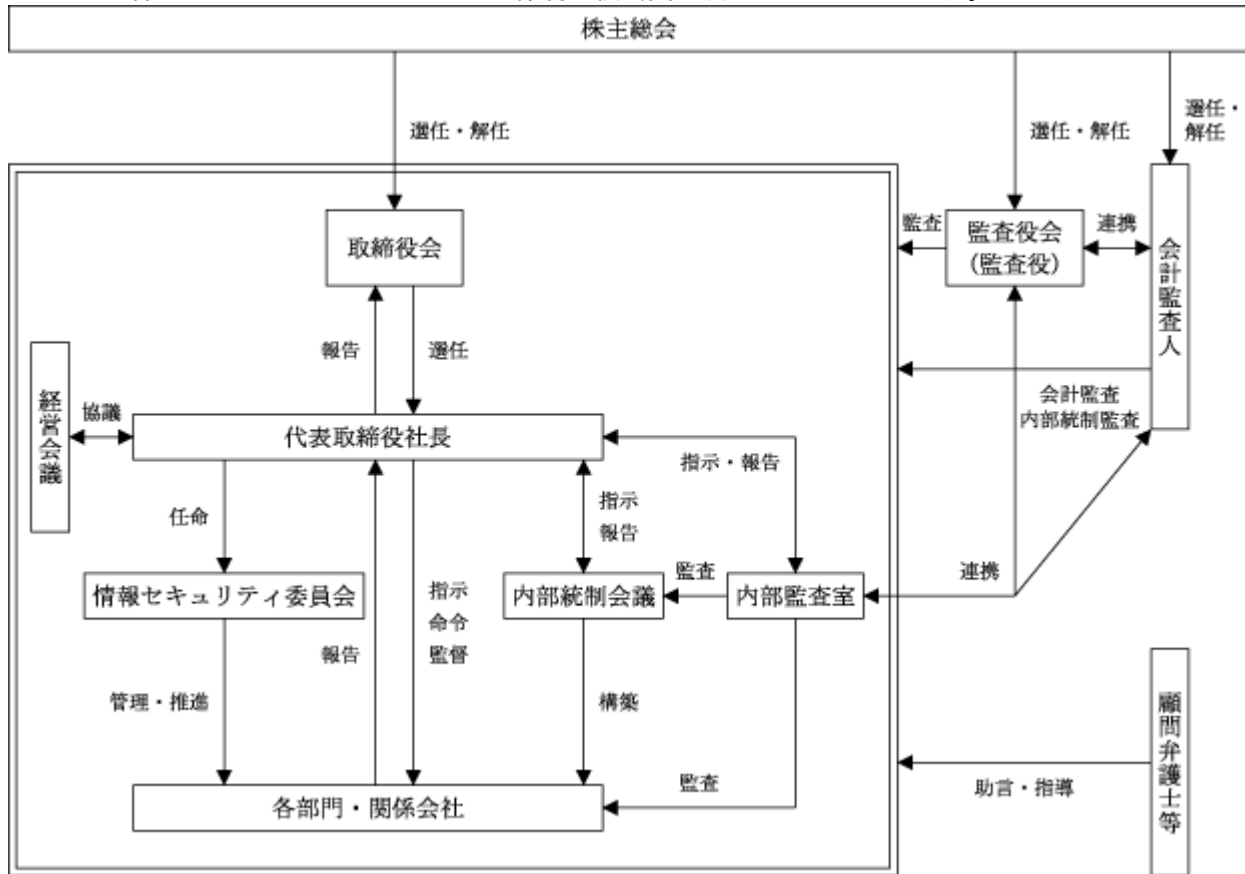 株主総会
選任・解任
選任・解任
選任・
解任
取締役会
監査
監査役会
(監査役)
連携
会計監査人
報告
選任
会計監査
内部統制監査
経営会議
協議
代表取締役社長
指示・報告
任命
指示
報告
情報セキュリティ委員会
内部統制会議
監査
内部監査室
連携
報告
指示
命令
監督
管理・推進
構築
顧問弁護士等
助言・指導
監査
各部門・関係会社